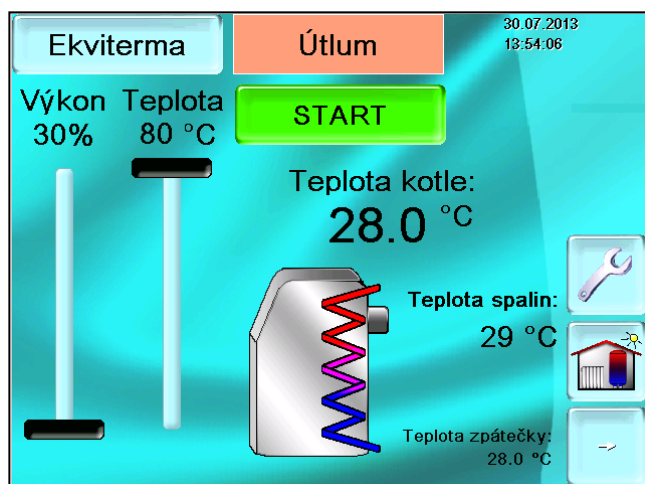 Ekviterma
Útlum
30.07.2013
13:54:06
Výkon
30%
Teplota
80 °C
START
Teplota kotle:
28.0 °C
Teplota spalin:
29 °C
Teplota zpátečky:
28.0 °C